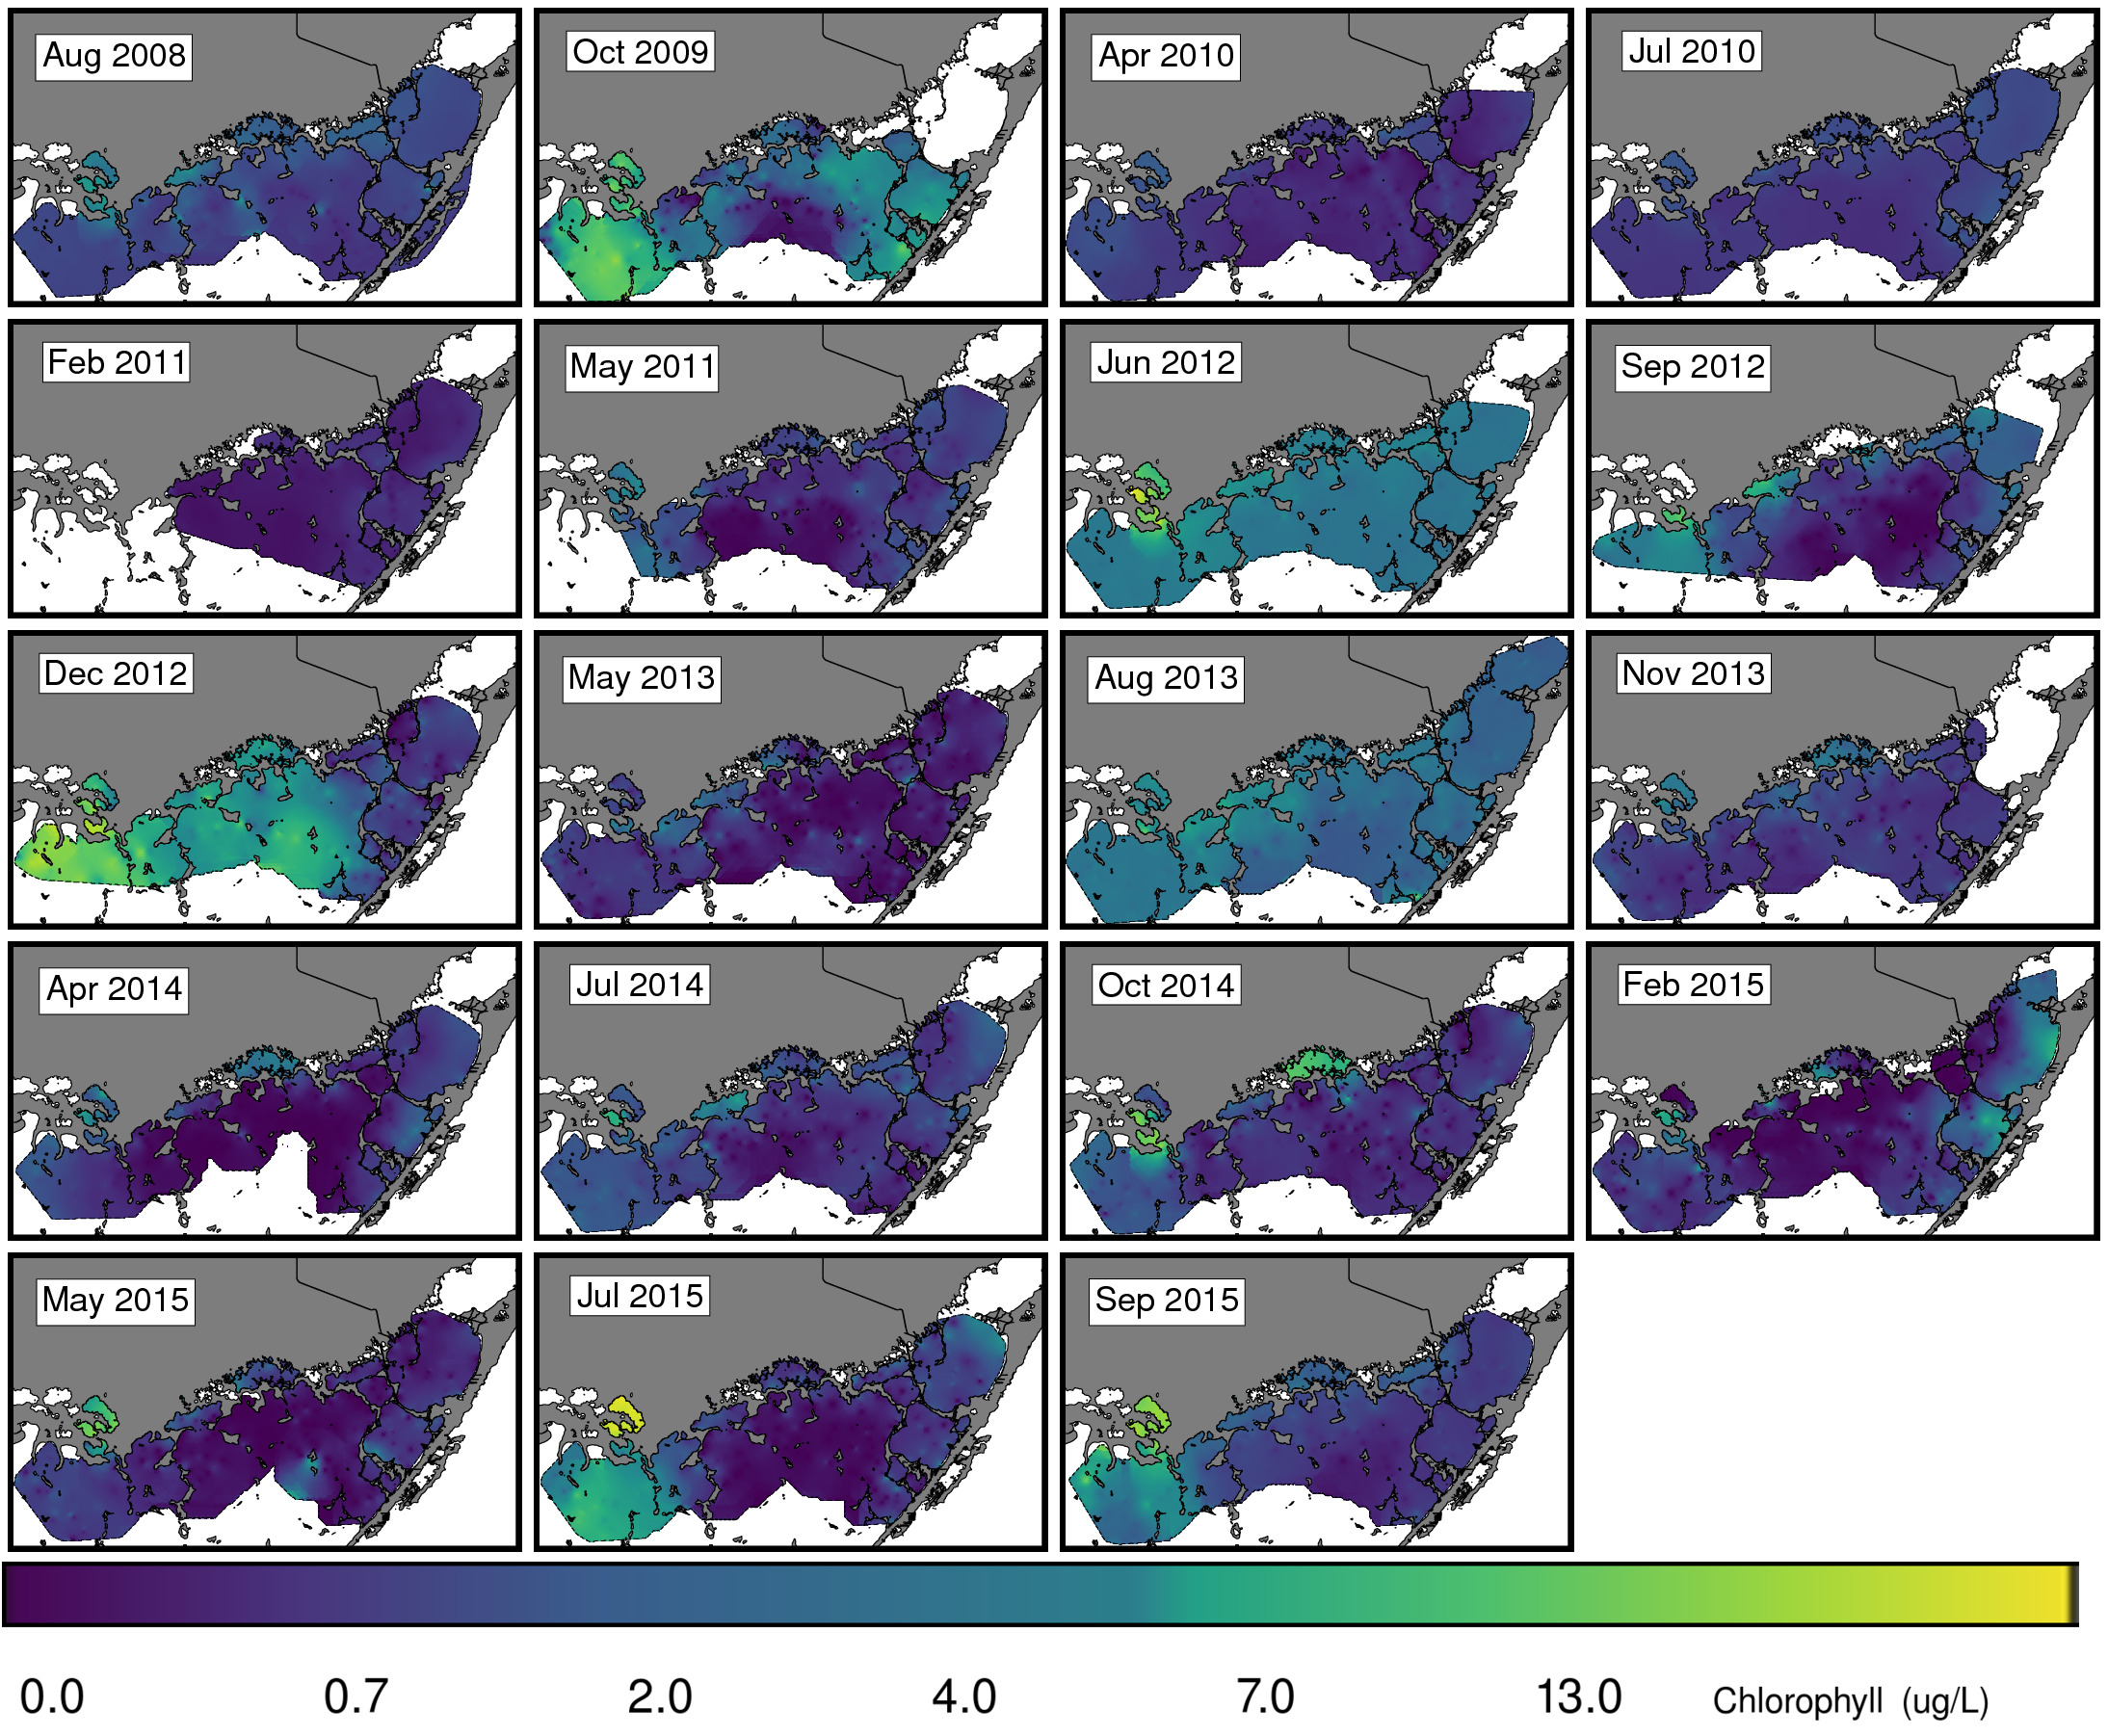 Aug 2008
Oct 2009
Apr 2010
Jul 2010
Feb 2011
May 2011
Jun 2012
Sep 2012
Dec 2012
May 2013
Aug 2013
Nov 2013
Apr 2014
Jul 2014
Oct 2014
Feb 2015
May 2015
Jul 2015
Sep 2015
0.0 0.7 2.0 4.0 7.0 13.0 Chlorophyll (ug/L)